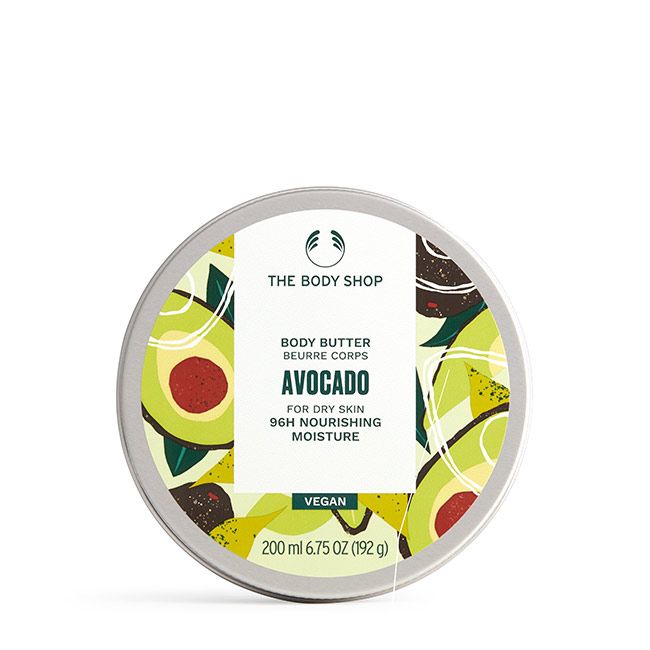 THE BODY SHOP
BODY BUTTER
BEURRE CORPS
AVOCADO
FOR DRY SKIN
96H NOURISHING
MOISTURE
VEGAN
200 ml 6.75 OZ (192 g)